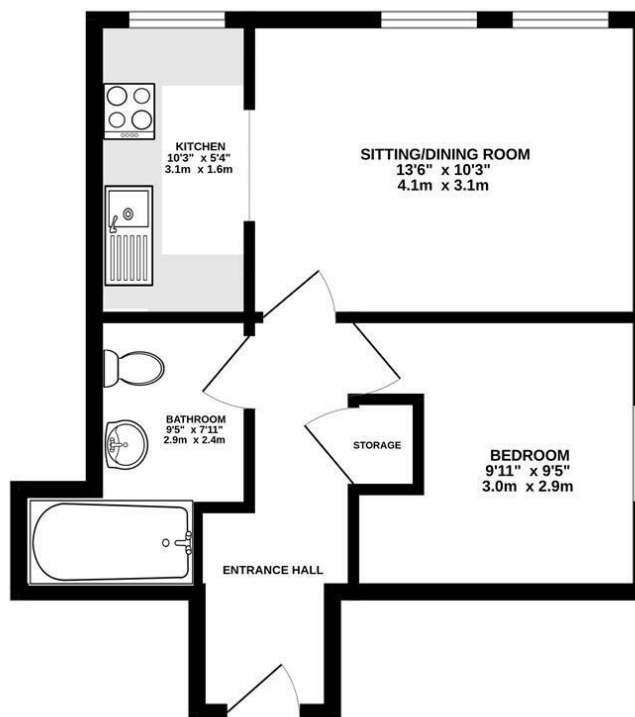 KITCHEN
10'3" x 5'4"
3.1m x 1.6m
SITTING/DINING ROOM
13'6" x 10'3"
4.1m x 3.1m
BATHROOM
9'5" x 7'11"
2.9m x 2.4m
STORAGE
BEDROOM
9'11" x 9'5"
3.0m x 2.9m
ENTRANCE HALL